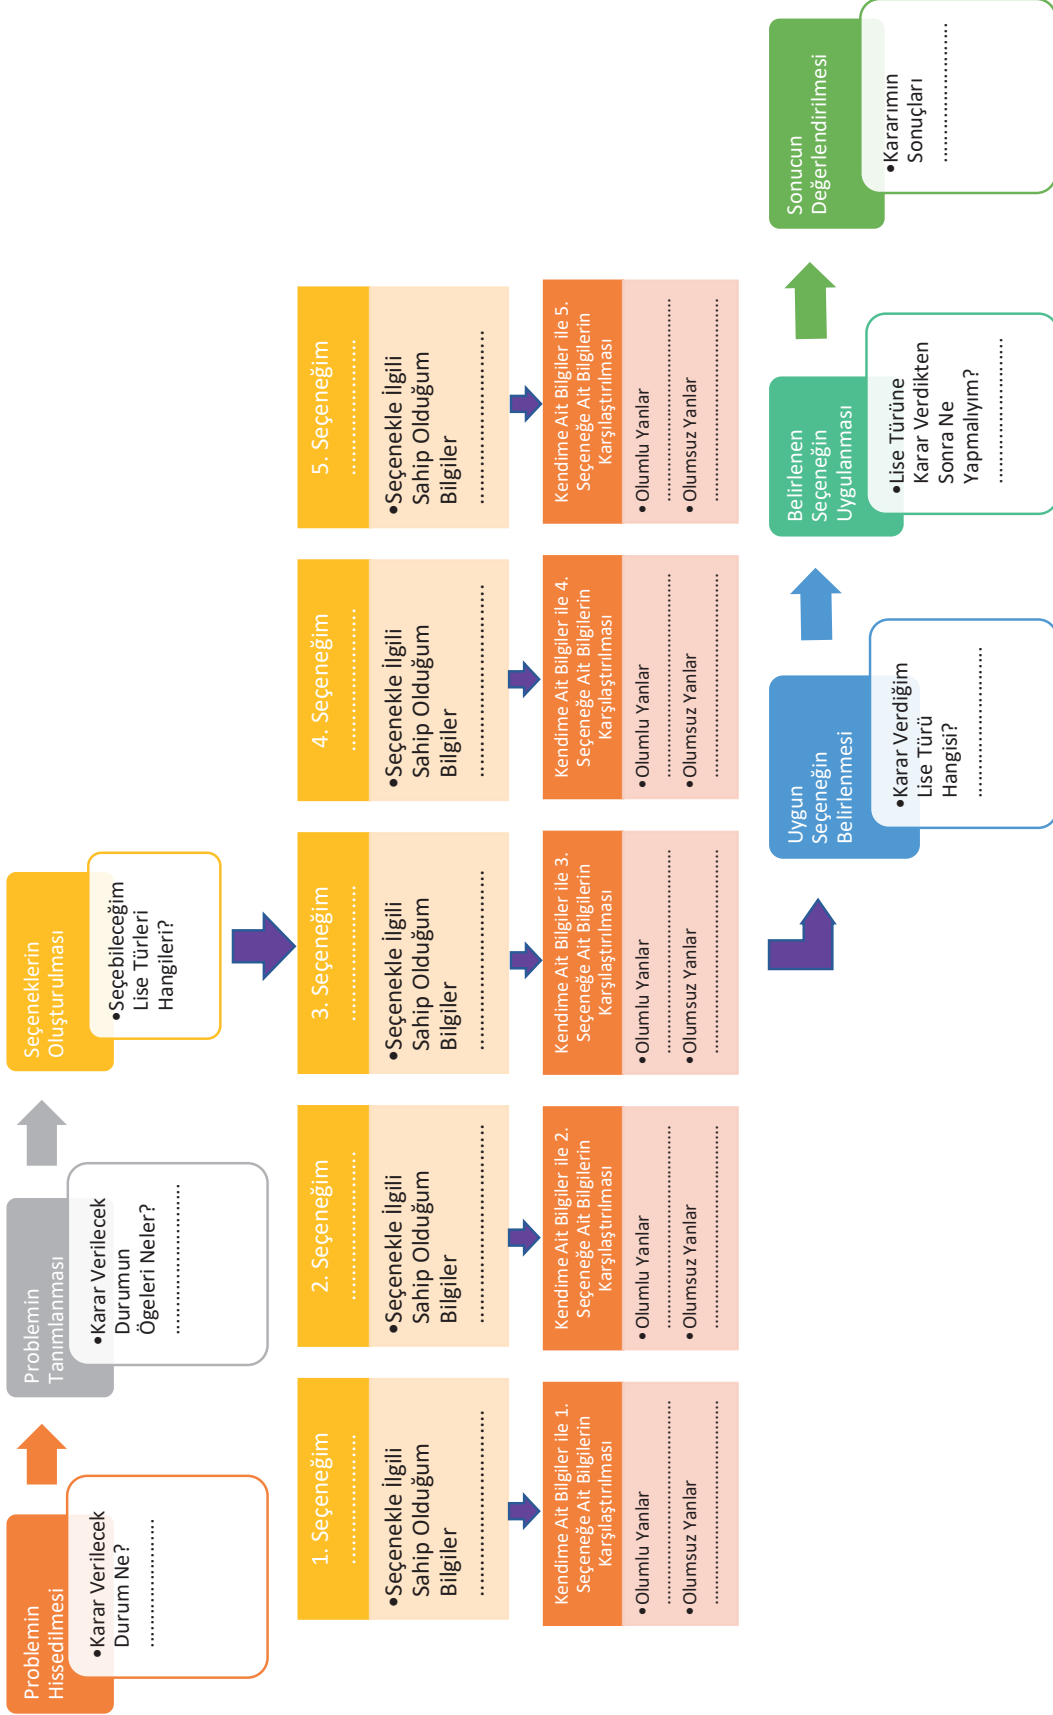 Problemin
Hissedilmesi
•Karar Verilecek
Durum Ne?
................................
Problemin
Tanımlanması
•Karar Verilecek
Durumun
Ögeleri Neler?
................................
Seçeneklerin
Oluşturulması
•Seçebileceğim
Lise Türleri
Hangileri?
1. Seçeneğim
........................
•Seçenekle İlgili
Sahip Olduğum
Bilgiler
................................
2. Seçeneğim
........................
•Seçenekle İlgili
Sahip Olduğum
Bilgiler
................................
3. Seçeneğim
........................
•Seçenekle İlgili
Sahip Olduğum
Bilgiler
................................
4. Seçeneğim
........................
•Seçenekle İlgili
Sahip Olduğum
Bilgiler
................................
5. Seçeneğim
........................
•Seçenekle İlgili
Sahip Olduğum
Bilgiler
................................
Kendime Ait Bilgiler ile 1.
Seçeneğe Ait Bilgilerin
Karşılaştırılması
•Olumlu Yanlar
................................
•Olumsuz Yanlar
................................
Kendime Ait Bilgiler ile 2.
Seçeneğe Ait Bilgilerin
Karşılaştırılması
•Olumlu Yanlar
................................
•Olumsuz Yanlar
................................
Kendime Ait Bilgiler ile 3.
Seçeneğe Ait Bilgilerin
Karşılaştırılması
•Olumlu Yanlar
................................
•Olumsuz Yanlar
................................
Kendime Ait Bilgiler ile 4.
Seçeneğe Ait Bilgilerin
Karşılaştırılması
•Olumlu Yanlar
................................
•Olumsuz Yanlar
................................
Kendime Ait Bilgiler ile 5.
Seçeneğe Ait Bilgilerin
Karşılaştırılması
•Olumlu Yanlar
................................
•Olumsuz Yanlar
................................
Uygun
Seçeneğin
Belirlenmesi
•Karar Verdiğim
Lise Türü
Hangisi?
................................
Belirlenen
Seçeneğin
Uygulanması
•Lise Türüne
Karar Verdikten
Sonra Ne
Yapmalıyım?
................................
Sonucun
Değerlendirilmesi
•Kararımın
Sonuçları
................................